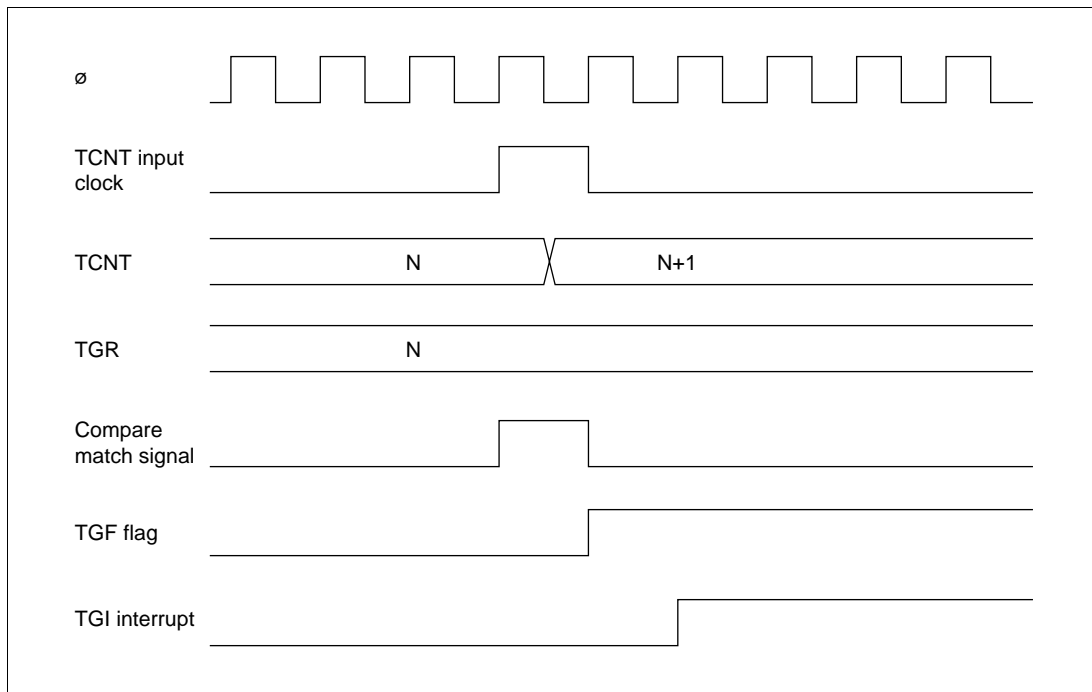 ø
TCNT input
clock
TCNT
N
N+1
TGR
N
Compare
match signal
TGF flag
TGI interrupt